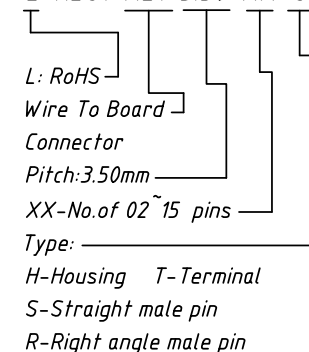 L: RoHS
Wire To Board
Connector
Pitch:3.50mm
XX-No.of 02~15 pins
Type:
H-Housing T-Terminal
S-Straight male pin
R-Right angle male pin